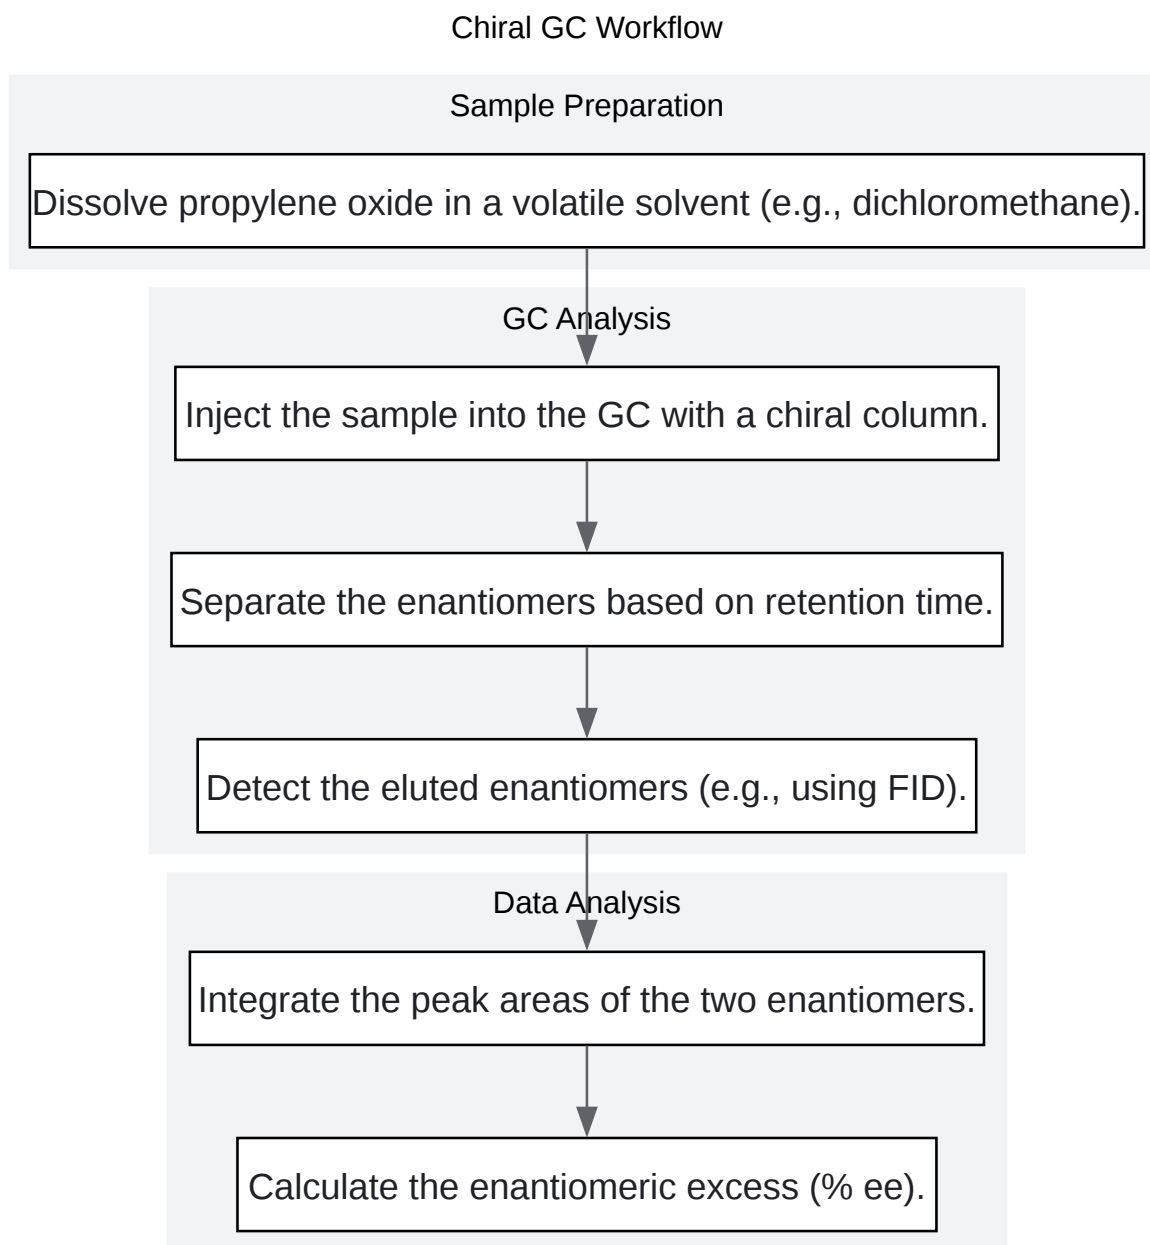 Chiral GC Workflow
Sample Preparation
Dissolve propylene oxide in a volatile solvent (e.g., dichloromethane).
GC Analysis
Inject the sample into the GC with a chiral column.
Separate the enantiomers based on retention time.
Detect the eluted enantiomers (e.g., using FID).
Data Analysis
Integrate the peak areas of the two enantiomers.
Calculate the enantiomeric excess (% ee).